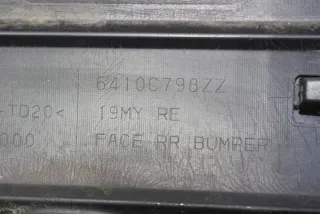 6410C798ZZ
-TD20< 19MY RE
000 FACE RR BUMPER